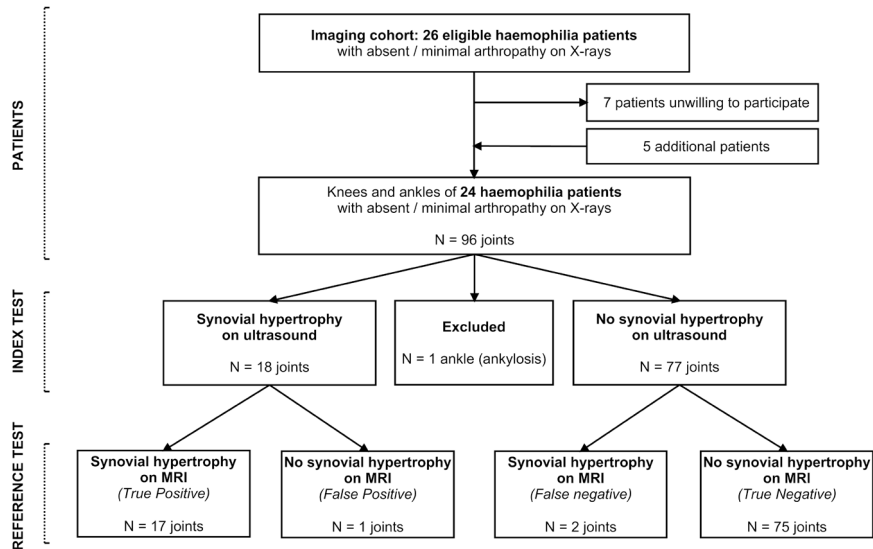 PATIENTS
Imaging cohort: 26 eligible haemophilia patients
with absent / minimal arthropathy on X-rays
7 patients unwilling to participate
5 additional patients
Knees and ankles of 24 haemophilia patients
with absent / minimal arthropathy on X-rays
N = 96 joints
INDEX TEST
Synovial hypertrophy
on ultrasound
N = 18 joints
Excluded
N = 1 ankle (ankylosis)
No synovial hypertrophy
on ultrasound
N = 77 joints
REFERENCE TEST
Synovial hypertrophy
on MRI
(True Positive)
N = 17 joints
No synovial hypertrophy
on MRI
(False Positive)
N = 1 joints
Synovial hypertrophy
on MRI
(False negative)
N = 2 joints
No synovial hypertrophy
on MRI
(True Negative)
N = 75 joints